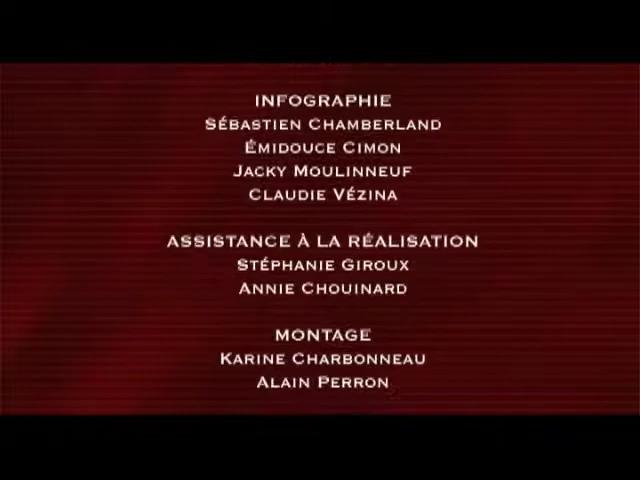 INFOGRAPHIE
SÉBASTIEN CHAMBERLAND
ÉMIDOUCE CIMON
JACKY MOULINNEUF
CLAUDIE VÉZINA
ASSISTANCE À LA RÉALISATION
STÉPHANIE GIROUX
ANNIE CHOUINARD
MONTAGE
KARINE CHARBONNEAU
ALAIN PERRON